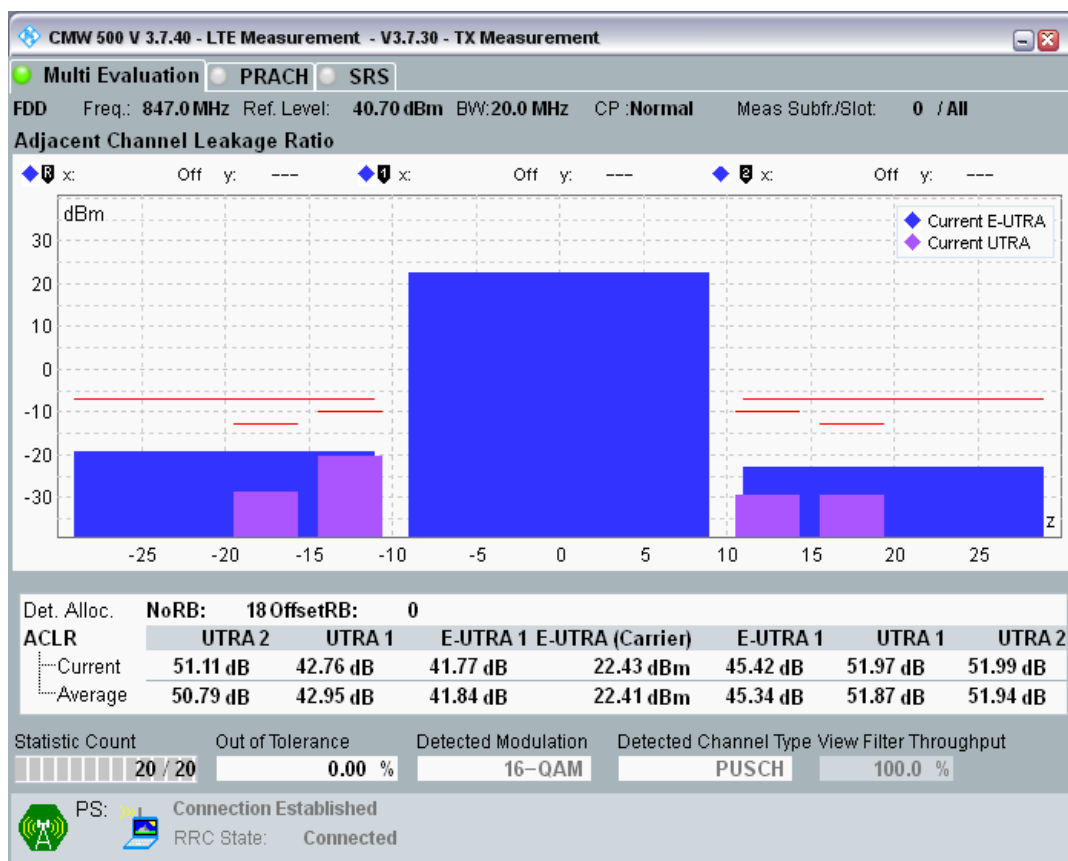 CMW 500 V 3.7.40 - LTE Measurement - V3.7.30 - TX Measurement
Multi Evaluation PRACH SRS
FDD Freq.: 847.0 MHz Ref. Level: 40.70 dBm BW:20.0 MHz CP :Normal Meas Subfr./Slot: 0 / All
Adjacent Channel Leakage Ratio
R x: Off y: --- 1 x: Off y: --- 2 x: Off y: ---
dBm
Current E-UTRA
Current UTRA
30
20
10
0
-10
-20
-30
z
-25 -20 -15 -10 -5 0 5 10 15 20 25
Det. Alloc. NoRB: 18 OffsetRB: 0
ACLR UTRA 2 UTRA 1 E-UTRA 1 E-UTRA (Carrier) E-UTRA 1 UTRA 1 UTRA 2
Current 51.11 dB 42.76 dB 41.77 dB 22.43 dBm 45.42 dB 51.97 dB 51.99 dB
Average 50.79 dB 42.95 dB 41.84 dB 22.41 dBm 45.34 dB 51.87 dB 51.94 dB
Statistic Count Out of Tolerance Detected Modulation Detected Channel Type View Filter Throughput
20 / 20 0.00 % 16-QAM PUSCH 100.0 %
PS: Connection Established
RRC State: Connected